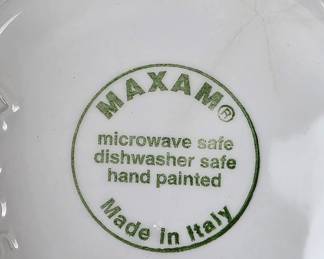 MAXAM®
microwave safe
dishwasher safe
hand painted
Made in Italy